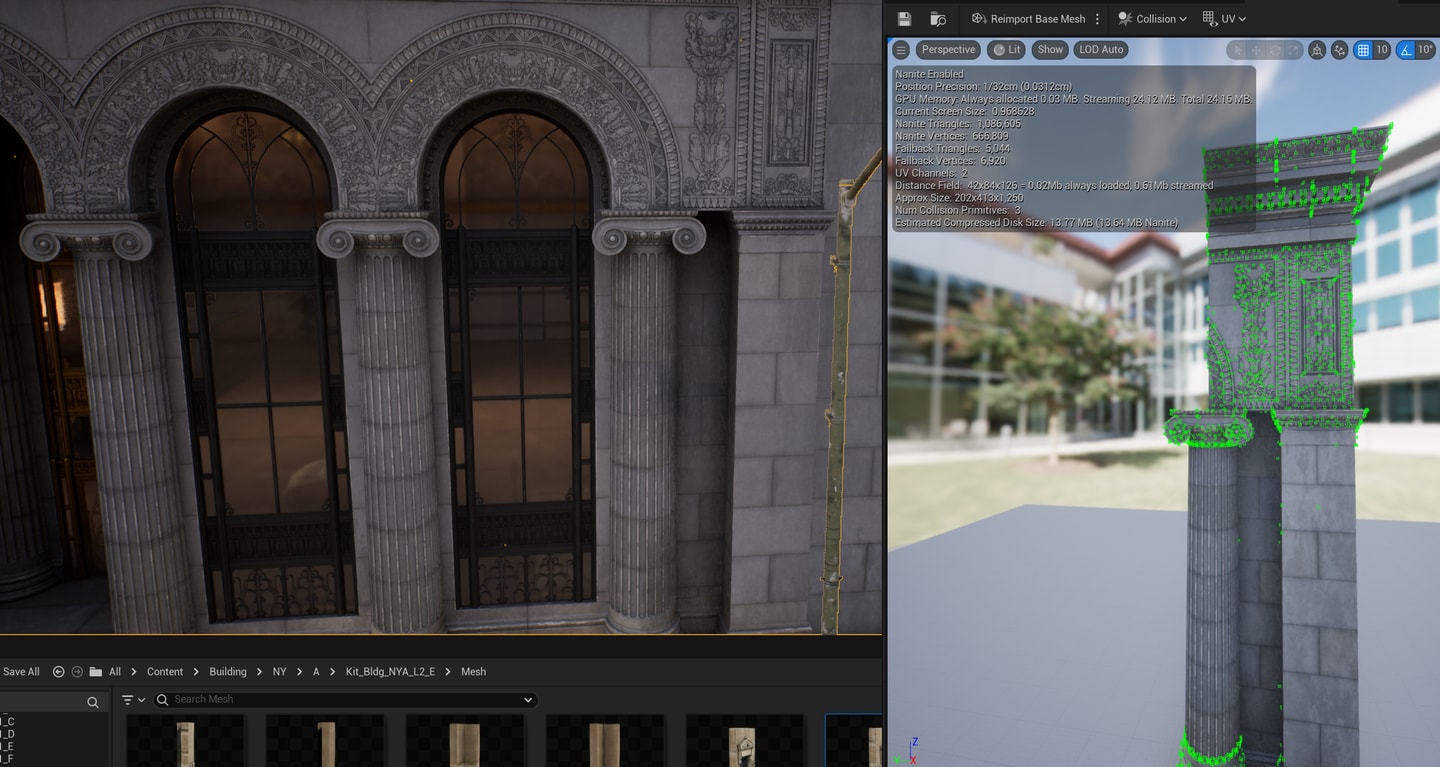 Reimport Base Mesh
Collision
UV
Perspective
Lit
Show
LOD Auto
10
10°
Nanite Enabled
Position Precision: 1/32cm (0.0312cm)
GPU Memory: Always allocated 0.03 MB. Streaming 24.12 MB. Total 24.15 MB.
Current Screen Size: 0.968628
Nanite Triangles: 1,086,605
Nanite Vertices: 666,809
Fallback Triangles: 5,044
Fallback Vertices: 6,920
UV Channels: 2
Distance Field: 42x84x126 = 0.02Mb always loaded, 0.61Mb streamed
Approx Size: 202x413x1,250
Num Collision Primitives: 3
Estimated Compressed Disk Size: 13.77 MB (13.64 MB Nanite)
Z
X
Save All
All
Content
Building
NY
A
Kit_Bldg_NYA_L2_E
Mesh
Search Mesh
_C
_D
_E
_F